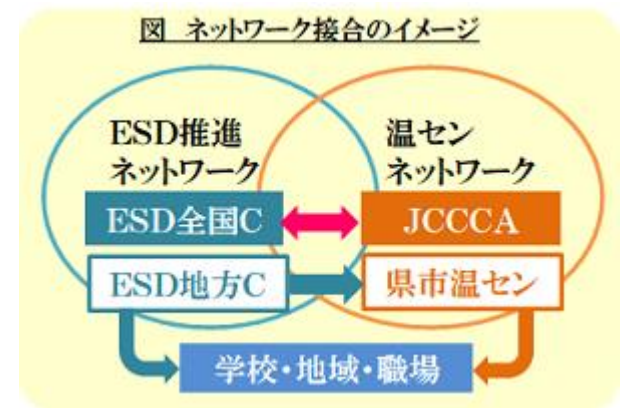 図 ネットワーク接合のイメージ
ESD推進
ネットワーク
温セン
ネットワーク
ESD全国C
JCCCA
ESD地方C
県市温セン
学校・地域・職場